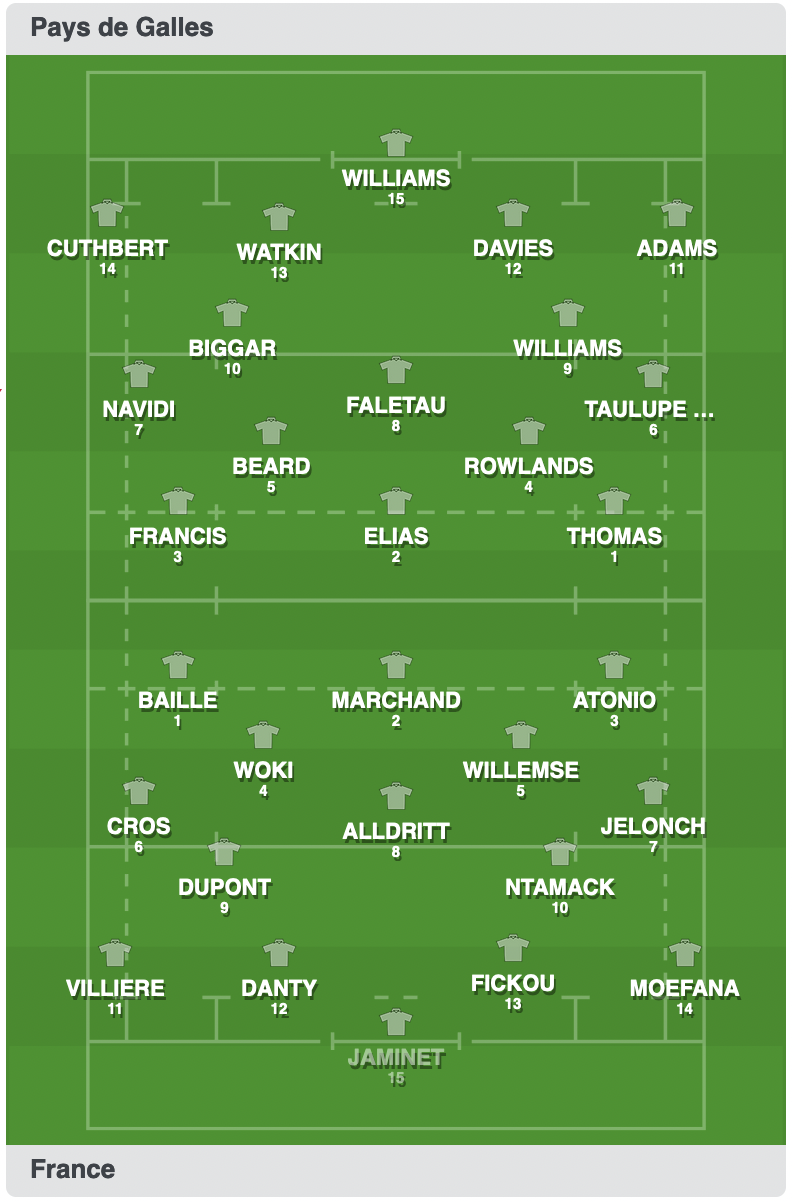 Pays de Galles
WILLIAMS
15
CUTHBERT
14
WATKIN
13
DAVIES
12
ADAMS
11
BIGGAR
10
WILLIAMS
9
NAVIDI
7
FALETAU
8
TAULUPE ...
6
BEARD
5
ROWLANDS
4
FRANCIS
3
ELIAS
2
THOMAS
1
BAILLE
1
MARCHAND
2
ATONIO
3
WOKI
4
WILLEMSE
5
CROS
6
ALLDRITT
8
JELONCH
7
DUPONT
9
NTAMACK
10
VILLIERE
11
DANTY
12
FICKOU
13
MOEFANA
14
JAMINET
15
France